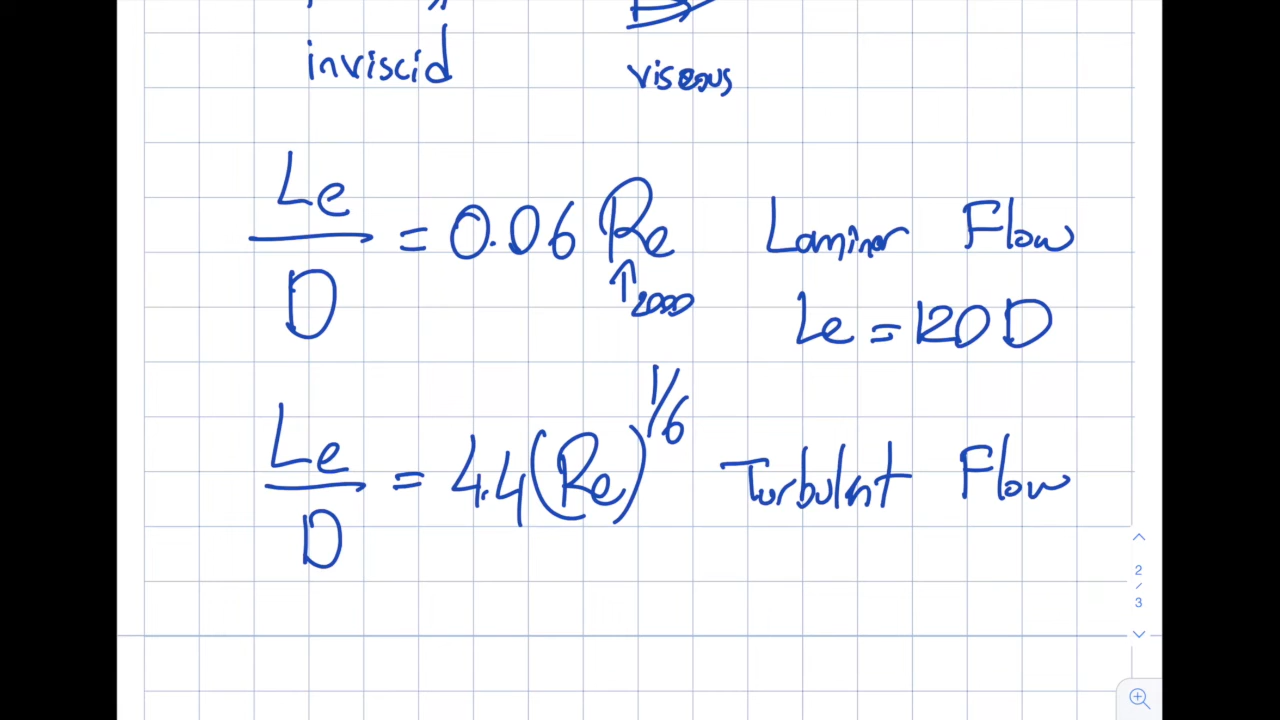 inviscid viscous
Le/D = 0.06 Re Laminar Flow
↑2000
Le = 120 D
Le/D = 4.4(Re)^1/6 Turbulent Flow
2
/
3